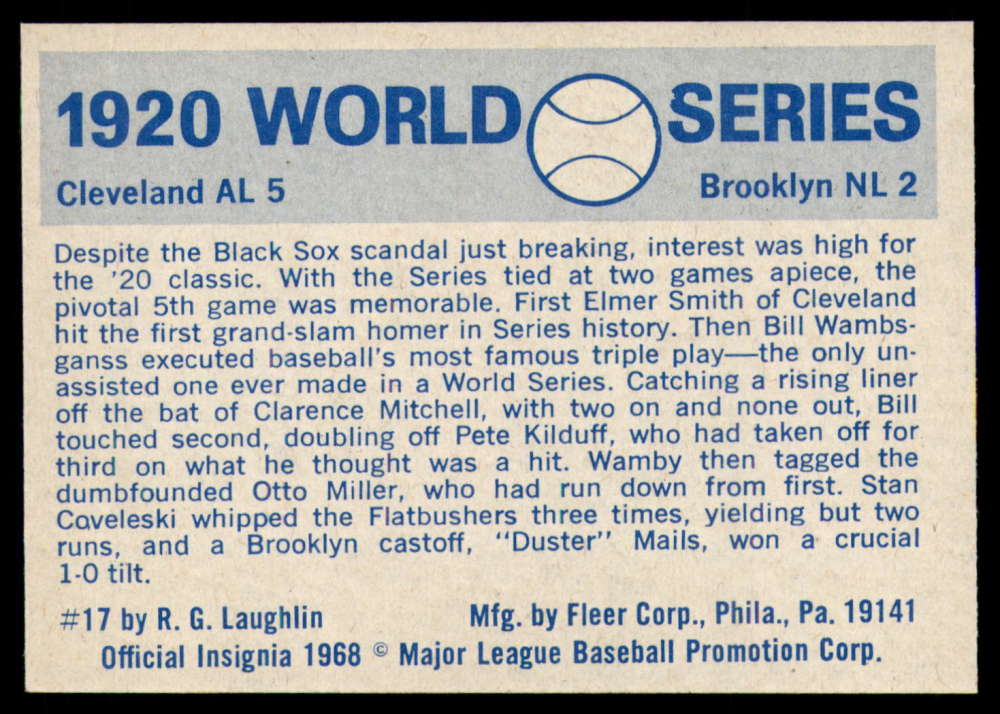 1920 WORLD SERIES
Cleveland AL 5 Brooklyn NL 2
Despite the Black Sox scandal just breaking, interest was high for
the '20 classic. With the Series tied at two games apiece, the
pivotal 5th game was memorable. First Elmer Smith of Cleveland
hit the first grand-slam homer in Series history. Then Bill Wambs-
ganss executed baseball's most famous triple play—the only un-
assisted one ever made in a World Series. Catching a rising liner
off the bat of Clarence Mitchell, with two on and none out, Bill
touched second, doubling off Pete Kilduff, who had taken off for
third on what he thought was a hit. Wamby then tagged the
dumbfounded Otto Miller, who had run down from first. Stan
Coveleski whipped the Flatbushers three times, yielding but two
runs, and a Brooklyn castoff, "Duster" Mails, won a crucial
1-0 tilt.
#17 by R. G. Laughlin Mfg. by Fleer Corp., Phila., Pa. 19141
Official Insignia 1968 © Major League Baseball Promotion Corp.